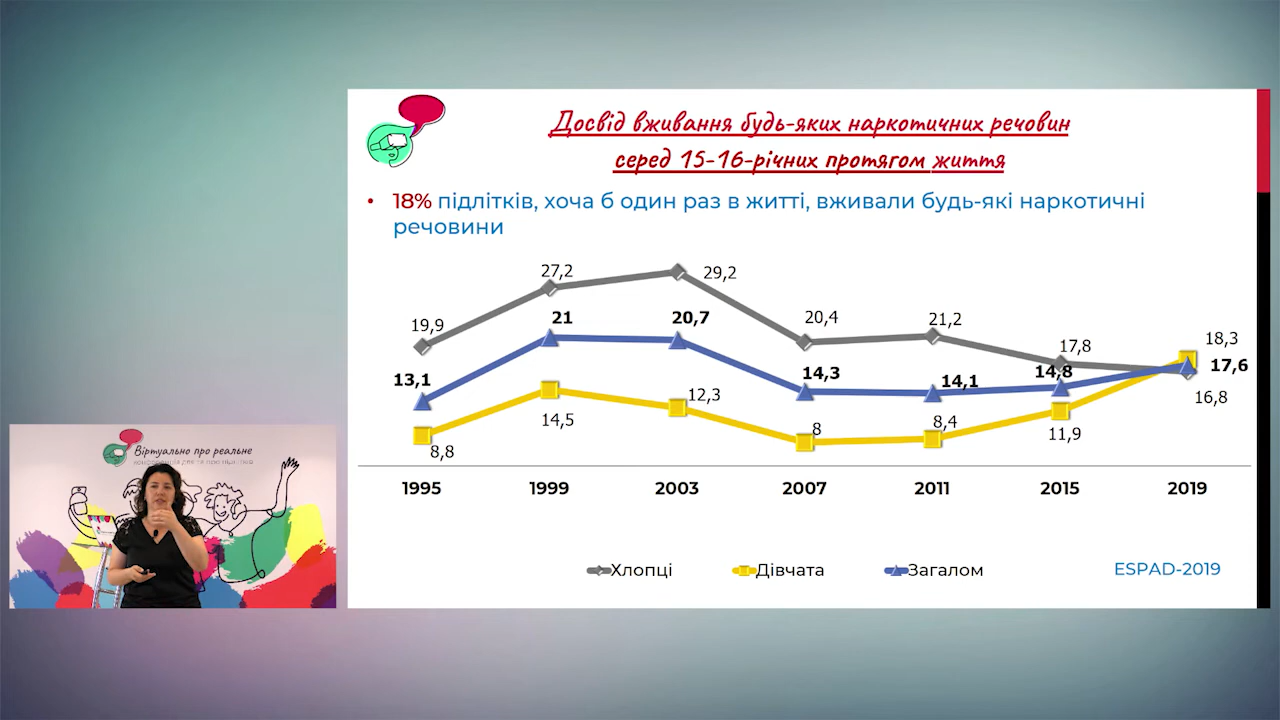 Досвід вживання будь-яких наркотичних речовин
серед 15-16-річних протягом життя
• 18% підлітків, хоча б один раз в житті, вживали будь-які наркотичні
речовини
27,2
29,2
19,9
21
20,7
20,4
21,2
17,8
18,3
13,1
14,3
14,1
14,8
17,6
14,5
12,3
16,8
8,8
8
8,4
11,9
1995 1999 2003 2007 2011 2015 2019
Хлопці Дівчата Загалом
ESPAD-2019
Віртуально про реальне